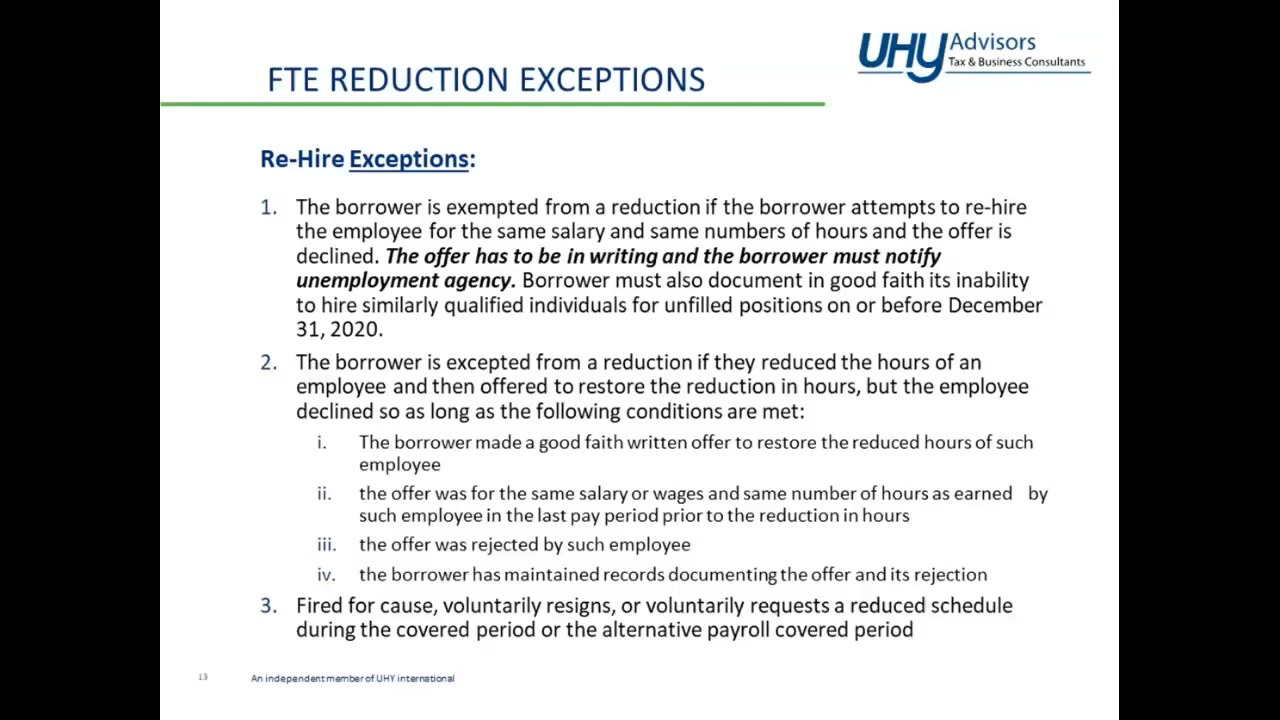 UHY Advisors
Tax & Business Consultants
FTE REDUCTION EXCEPTIONS
Re-Hire Exceptions:
1. The borrower is exempted from a reduction if the borrower attempts to re-hire
the employee for the same salary and same numbers of hours and the offer is
declined. The offer has to be in writing and the borrower must notify
unemployment agency. Borrower must also document in good faith its inability
to hire similarly qualified individuals for unfilled positions on or before December
31, 2020.
2. The borrower is excepted from a reduction if they reduced the hours of an
employee and then offered to restore the reduction in hours, but the employee
declined so as long as the following conditions are met:
i. The borrower made a good faith written offer to restore the reduced hours of such
employee
ii. the offer was for the same salary or wages and same number of hours as earned by
such employee in the last pay period prior to the reduction in hours
iii. the offer was rejected by such employee
iv. the borrower has maintained records documenting the offer and its rejection
3. Fired for cause, voluntarily resigns, or voluntarily requests a reduced schedule
during the covered period or the alternative payroll covered period
13 An independent member of UHY international